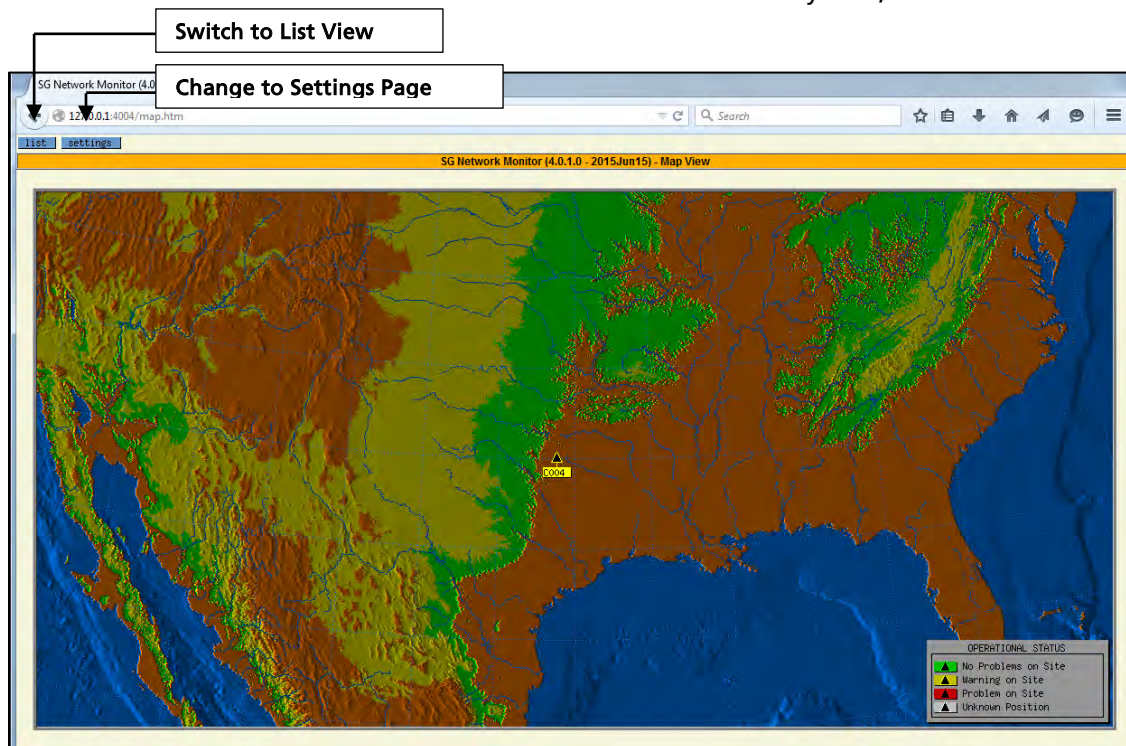 Switch to List View
Change to Settings Page
SG Network Monitor (4.0
127.0.0.1:4004/map.htm
Search
list settings
SG Network Monitor (4.0.1.0 - 2015Jun15) - Map View
C004
OPERATIONAL STATUS
No Problems on Site
Warning on Site
Problem on Site
Unknown Position